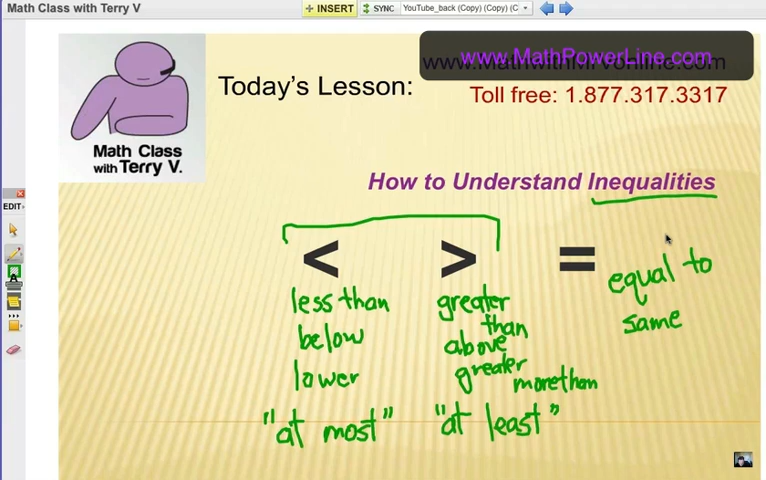 Math Class with Terry V
INSERT
SYNC
YouTube_back (Copy) (Copy) (C
www.MathPowerLine.com
Today's Lesson:
Toll free: 1.877.317.3317
Math Class
with Terry V.
How to Understand Inequalities
EDIT
A
< > =
less than greater than equal to
below above same
lower greater more than
"at most" "at least"